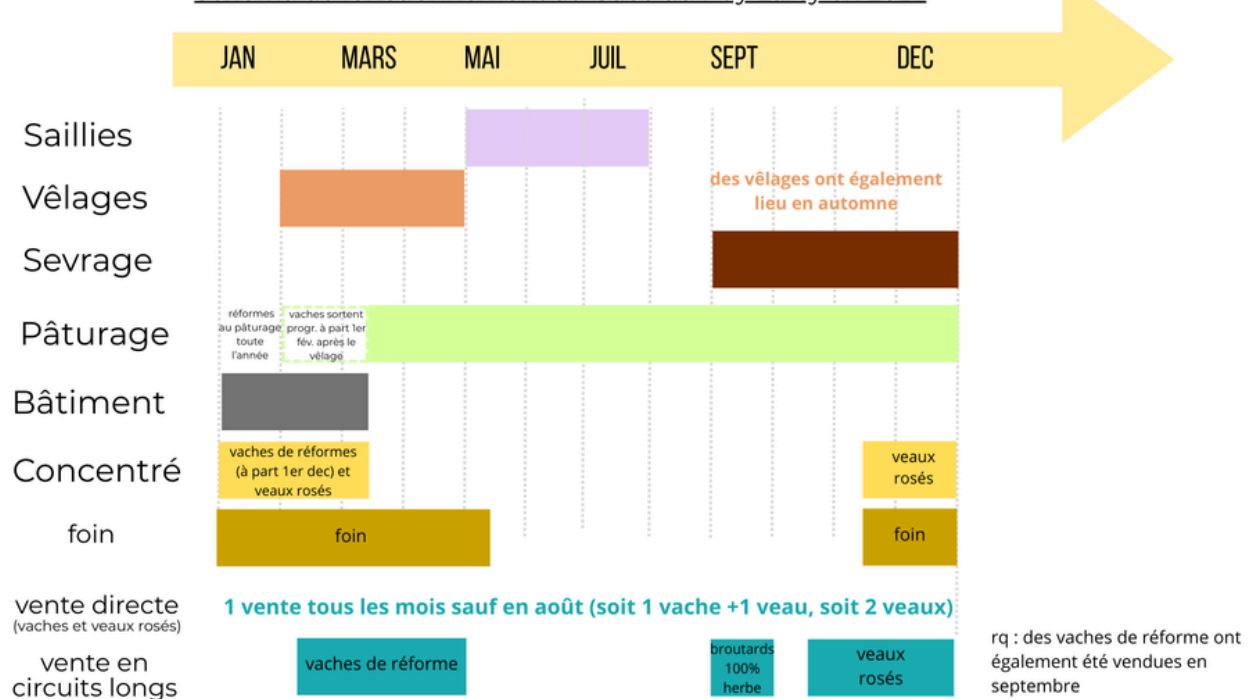 JAN MARS MAI JUIL SEPT DEC
Saillies
Vêlages
des vêlages ont également
lieu en automne
Sevrage
Pâturage
réformes
au pâturage
toute
l'année
vaches sortent
progr. à part 1er
fév. après le
vêlage
Bâtiment
Concentré
vaches de réformes
(à part 1er dec) et
veaux rosés
veaux
rosés
foin
foin
foin
vente directe
(vaches et veaux rosés)
1 vente tous les mois sauf en août (soit 1 vache +1 veau, soit 2 veaux)
vente en
circuits longs
vaches de réforme
broutards
100%
herbe
veaux
rosés
rq : des vaches de réforme ont
également été vendues en
septembre